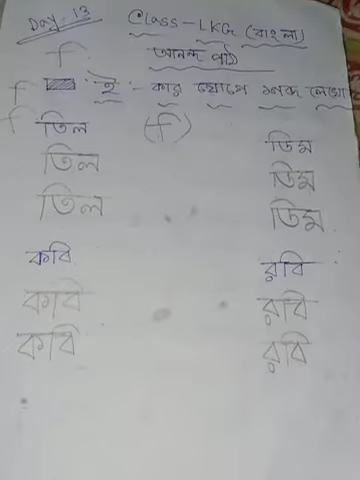 Day: 13
Class - LKG (বাংলা)
আনন্দ পাঠ
ি
ই : - কার যোগে শব্দ লেখা
তিল (ি) ডিম
তিল ডিম
তিল ডিম
কবি রবি
কবি রবি
কবি রবি